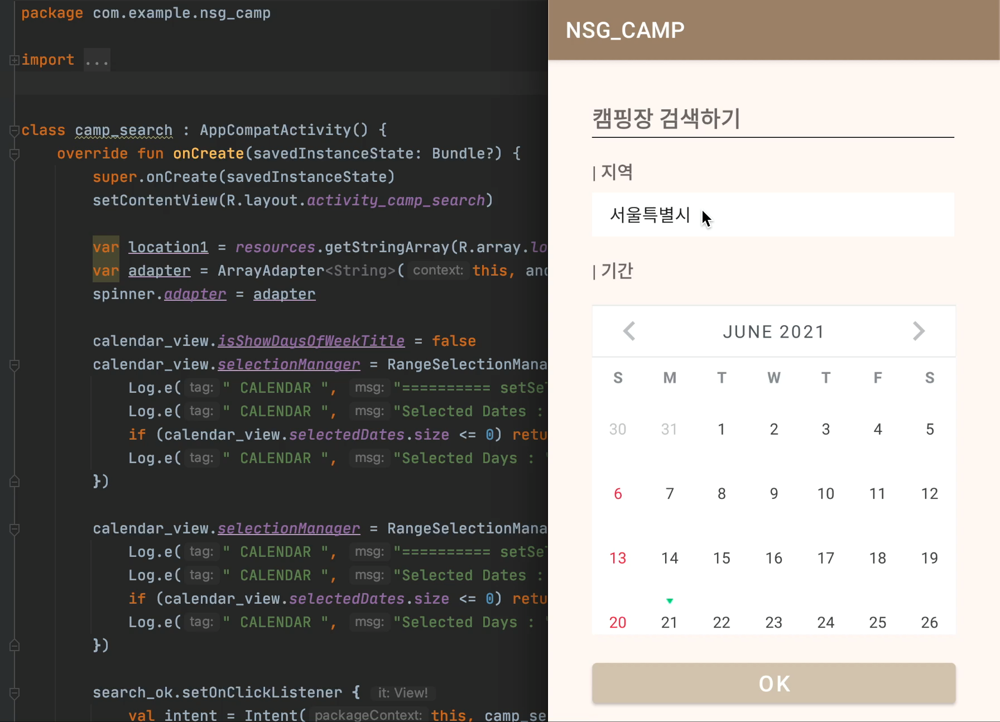 package com.example.nsg_camp
import ...
class camp_search : AppCompatActivity() {
override fun onCreate(savedInstanceState: Bundle?) {
super.onCreate(savedInstanceState)
setContentView(R.layout.activity_camp_search)
var location1 = resources.getStringArray(R.array.lo
var adapter = ArrayAdapter<String>( context: this, and
spinner.adapter = adapter
calendar_view.isShowDaysOfWeekTitle = false
calendar_view.selectionManager = RangeSelectionMana
Log.e( tag: " CALENDAR ", msg: "========== setSel
Log.e( tag: " CALENDAR ", msg: "Selected Dates :
if (calendar_view.selectedDates.size <= 0) retu
Log.e( tag: " CALENDAR ", msg: "Selected Days : "
})
calendar_view.selectionManager = RangeSelectionMana
Log.e( tag: " CALENDAR ", msg: "========== setSel
Log.e( tag: " CALENDAR ", msg: "Selected Dates :
if (calendar_view.selectedDates.size <= 0) retu
Log.e( tag: " CALENDAR ", msg: "Selected Days : "
})
search_ok.setOnClickListener { it: View!
val intent = Intent( packageContext: this, camp_se
NSG_CAMP
캠핑장 검색하기
| 지역
서울특별시
| 기간
JUNE 2021
S M T W T F S
30 31 1 2 3 4 5
6 7 8 9 10 11 12
13 14 15 16 17 18 19
20 21 22 23 24 25 26
OK